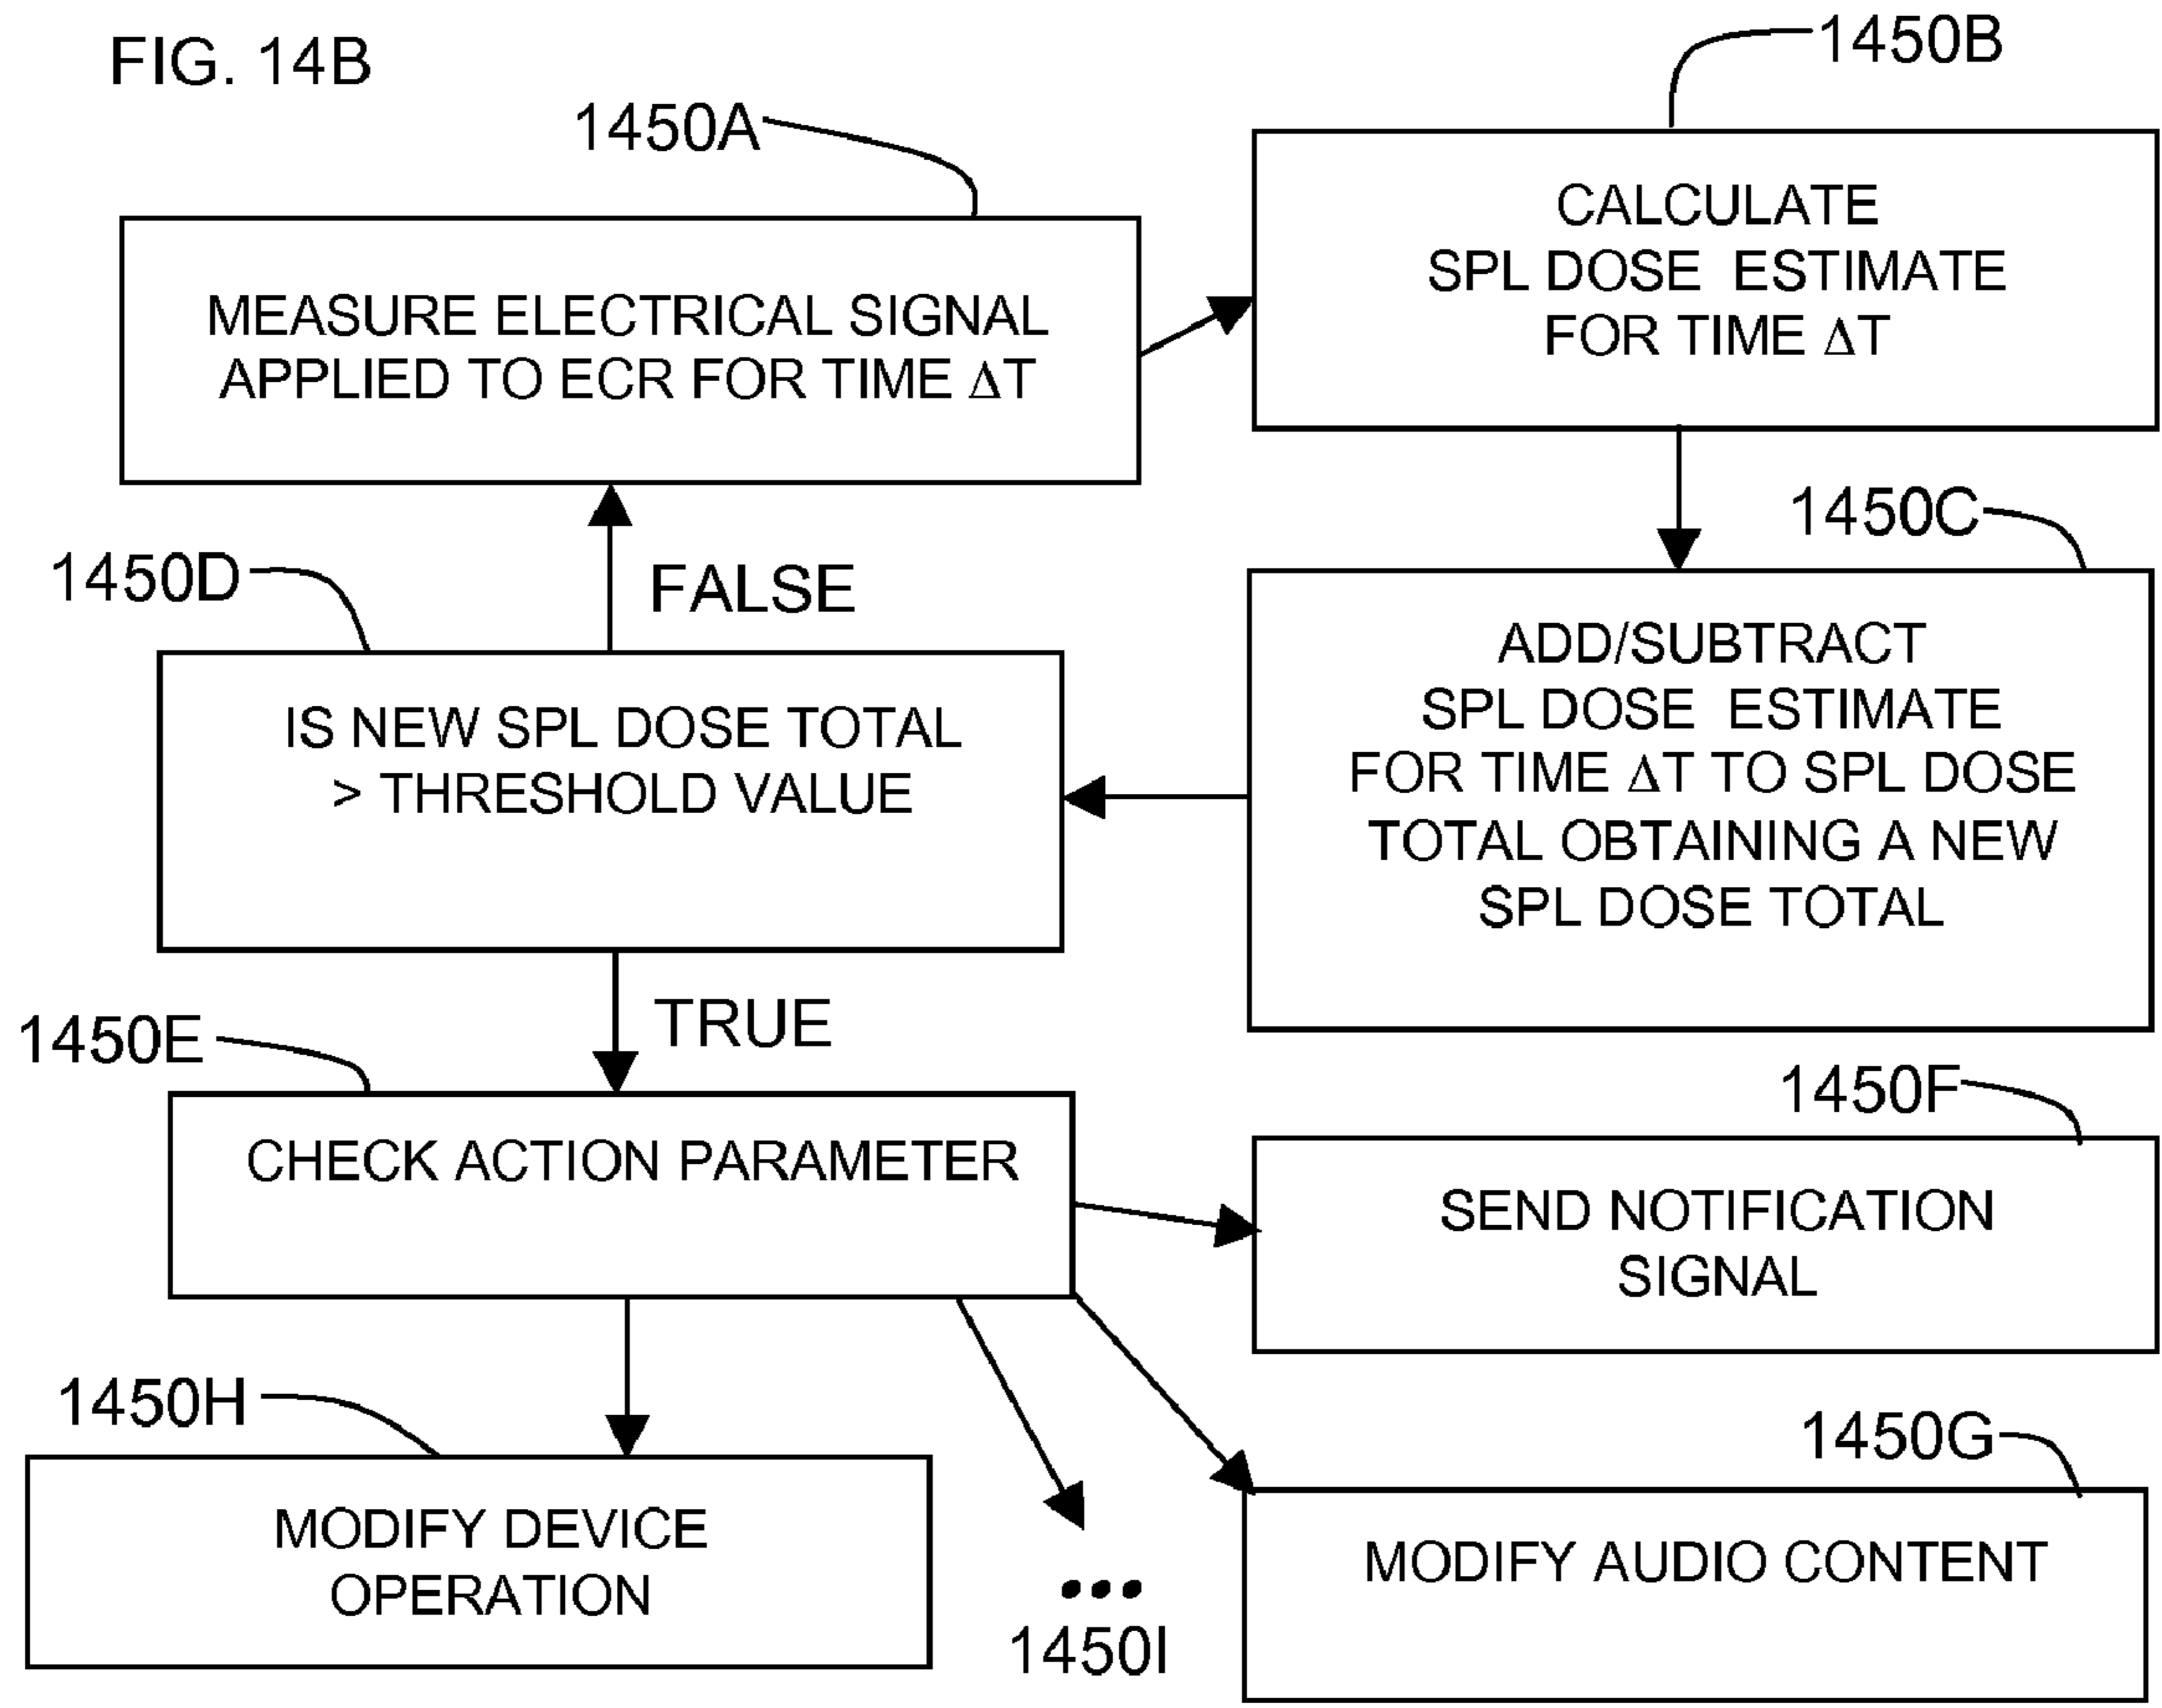 FIG. 14B
1450A
1450B
MEASURE ELECTRICAL SIGNAL
APPLIED TO ECR FOR TIME ΔT
CALCULATE
SPL DOSE ESTIMATE
FOR TIME ΔT
1450C
ADD/SUBTRACT
SPL DOSE ESTIMATE
FOR TIME ΔT TO SPL DOSE
TOTAL OBTAINING A NEW
SPL DOSE TOTAL
1450D
FALSE
IS NEW SPL DOSE TOTAL
> THRESHOLD VALUE
TRUE
1450E
CHECK ACTION PARAMETER
1450F
SEND NOTIFICATION
SIGNAL
1450G
MODIFY AUDIO CONTENT
1450H
MODIFY DEVICE
OPERATION
•••
1450I